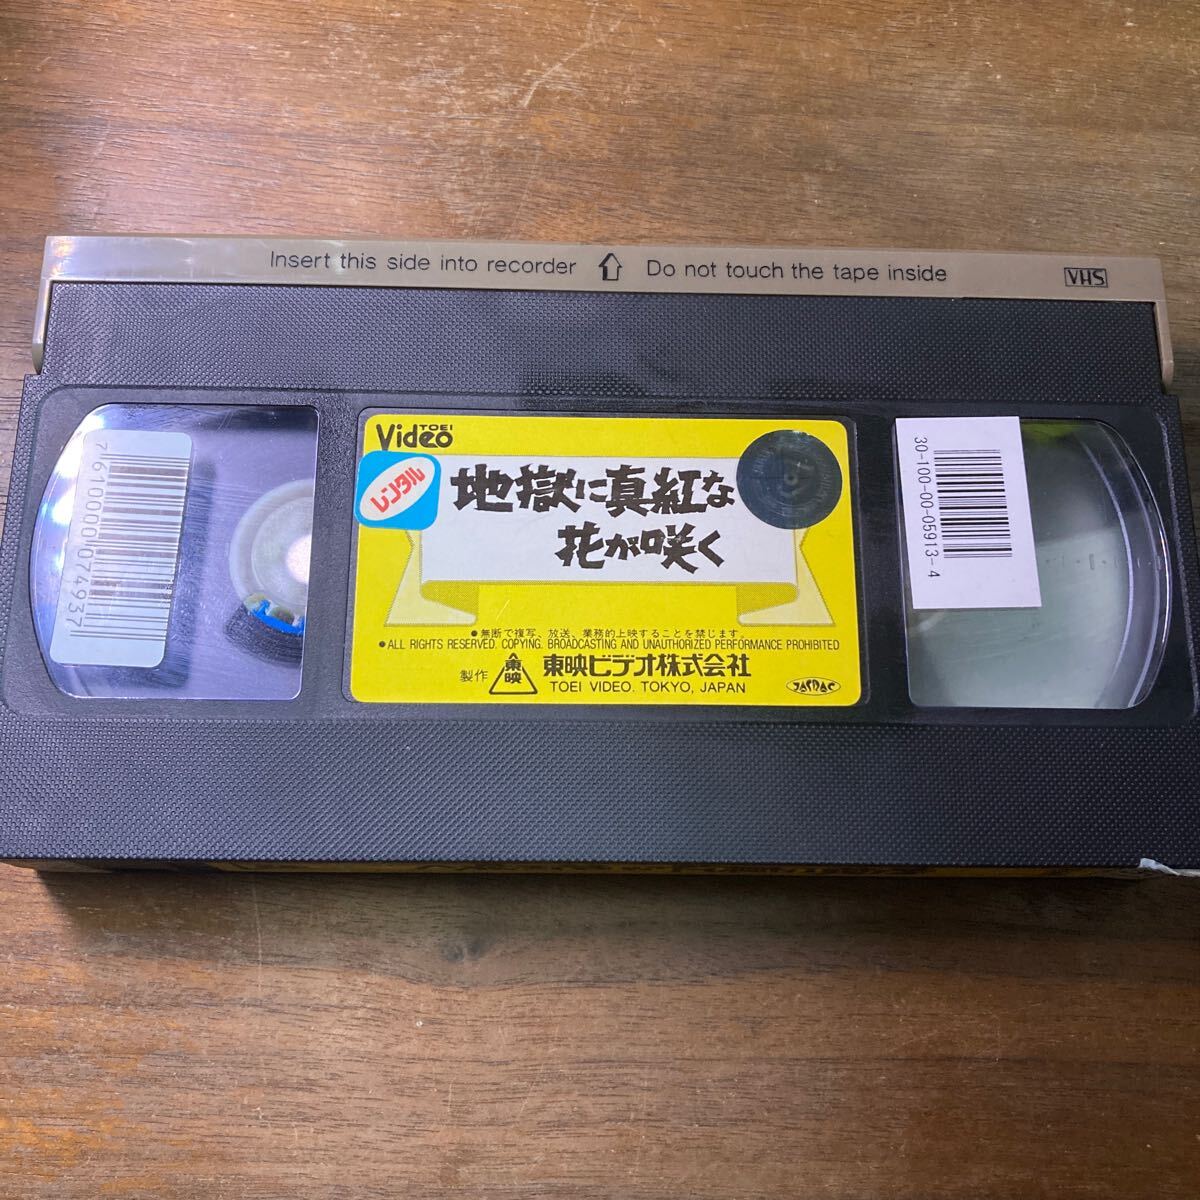 Insert this side into recorder ⇧ Do not touch the tape inside
VHS
TOEI
Video
レンタル
地獄に真紅な
花が咲く
●無断で複写、放送、業務的上映することを禁じます。
●ALL RIGHTS RESERVED. COPYING. BROADCASTING AND UNAUTHORIZED PERFORMANCE PROHIBITED
製作 東映 東映ビデオ株式会社
TOEI VIDEO. TOKYO, JAPAN
JASRAC
30-100-00-05913-4